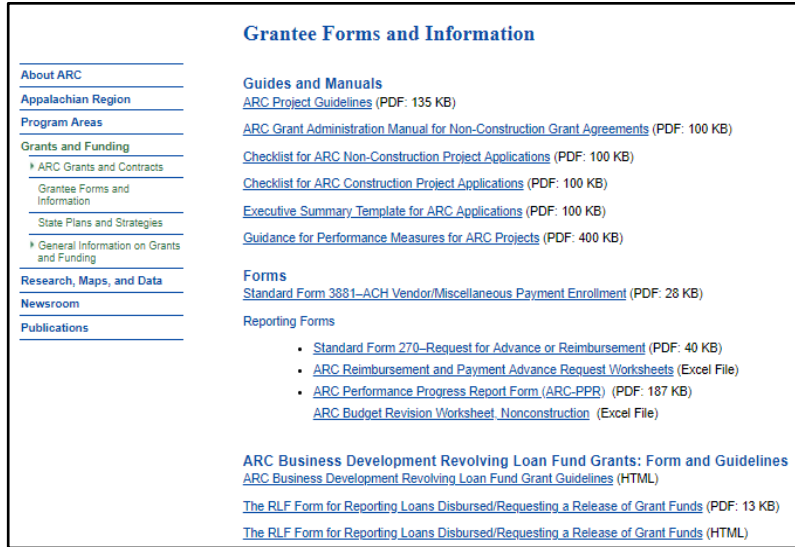 Grantee Forms and Information
About ARC
Appalachian Region
Program Areas
Grants and Funding
ARC Grants and Contracts
Grantee Forms and
Information
State Plans and Strategies
General Information on Grants
and Funding
Research, Maps, and Data
Newsroom
Publications
Guides and Manuals
ARC Project Guidelines (PDF: 135 KB)
ARC Grant Administration Manual for Non-Construction Grant Agreements (PDF: 100 KB)
Checklist for ARC Non-Construction Project Applications (PDF: 100 KB)
Checklist for ARC Construction Project Applications (PDF: 100 KB)
Executive Summary Template for ARC Applications (PDF: 100 KB)
Guidance for Performance Measures for ARC Projects (PDF: 400 KB)
Forms
Standard Form 3881–ACH Vendor/Miscellaneous Payment Enrollment (PDF: 28 KB)
Reporting Forms
• Standard Form 270–Request for Advance or Reimbursement (PDF: 40 KB)
• ARC Reimbursement and Payment Advance Request Worksheets (Excel File)
• ARC Performance Progress Report Form (ARC-PPR) (PDF: 187 KB)
ARC Budget Revision Worksheet, Nonconstruction (Excel File)
ARC Business Development Revolving Loan Fund Grants: Form and Guidelines
ARC Business Development Revolving Loan Fund Grant Guidelines (HTML)
The RLF Form for Reporting Loans Disbursed/Requesting a Release of Grant Funds (PDF: 13 KB)
The RLF Form for Reporting Loans Disbursed/Requesting a Release of Grant Funds (HTML)